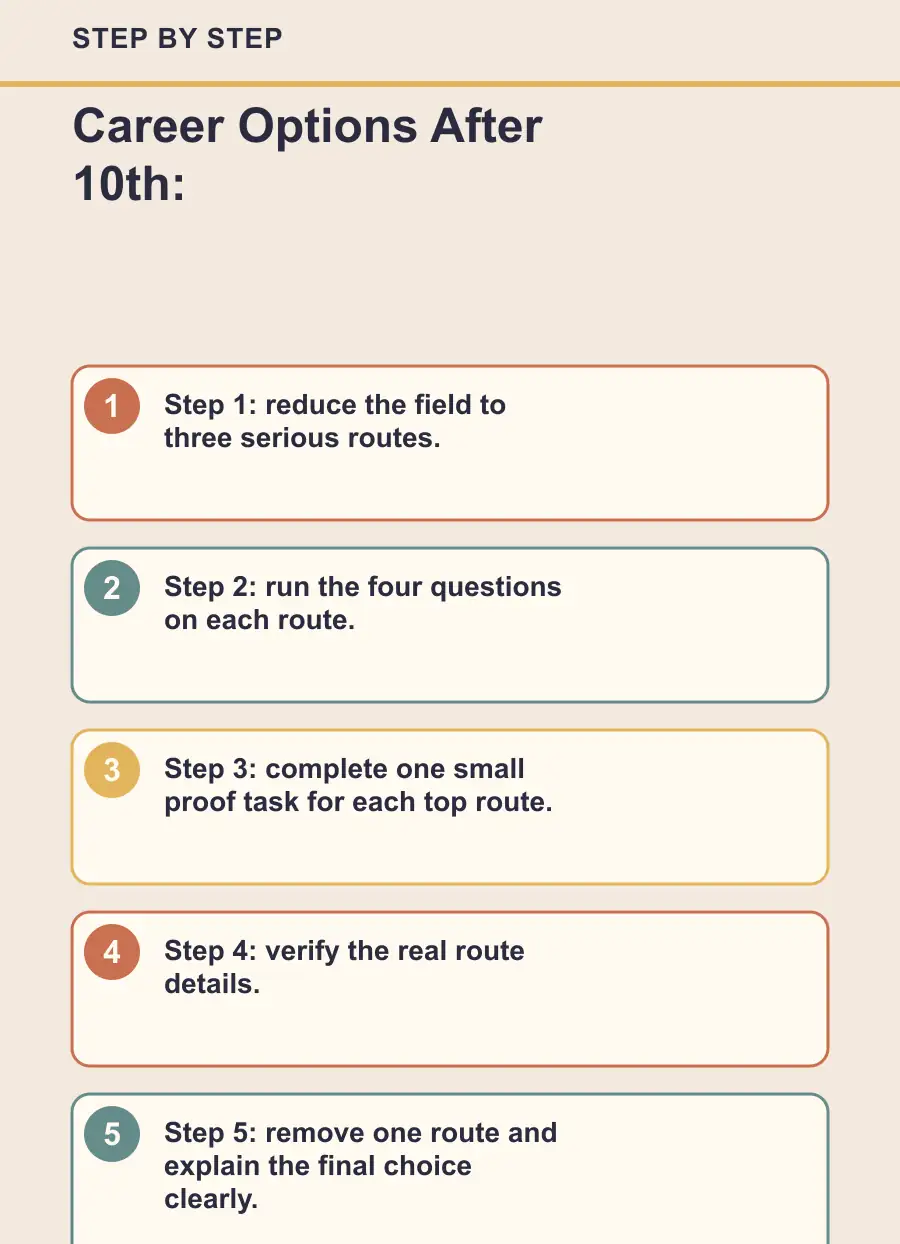 STEP BY STEP
Career Options After
10th:
1
Step 1: reduce the field to
three serious routes.
2
Step 2: run the four questions
on each route.
3
Step 3: complete one small
proof task for each top route.
4
Step 4: verify the real route
details.
5
Step 5: remove one route and
explain the final choice
clearly.